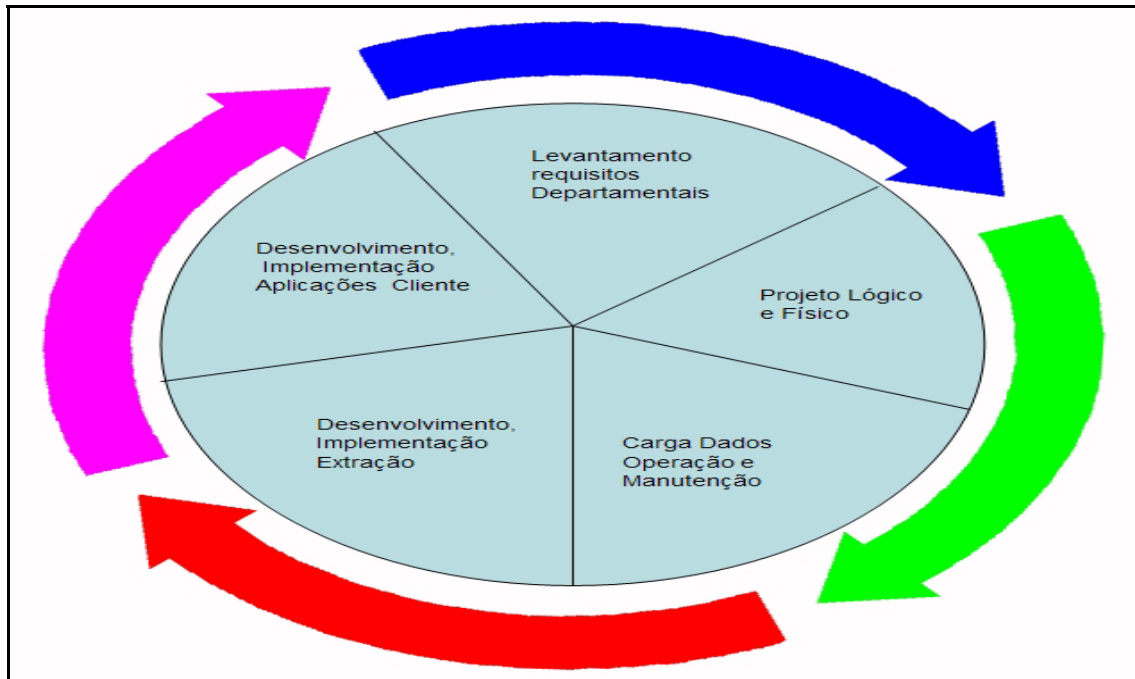 Levantamento
requisitos
Departamentais
Desenvolvimento,
Implementação
Aplicações Cliente
Projeto Lógico
e Físico
Desenvolvimento,
Implementação
Extração
Carga Dados
Operação e
Manutenção